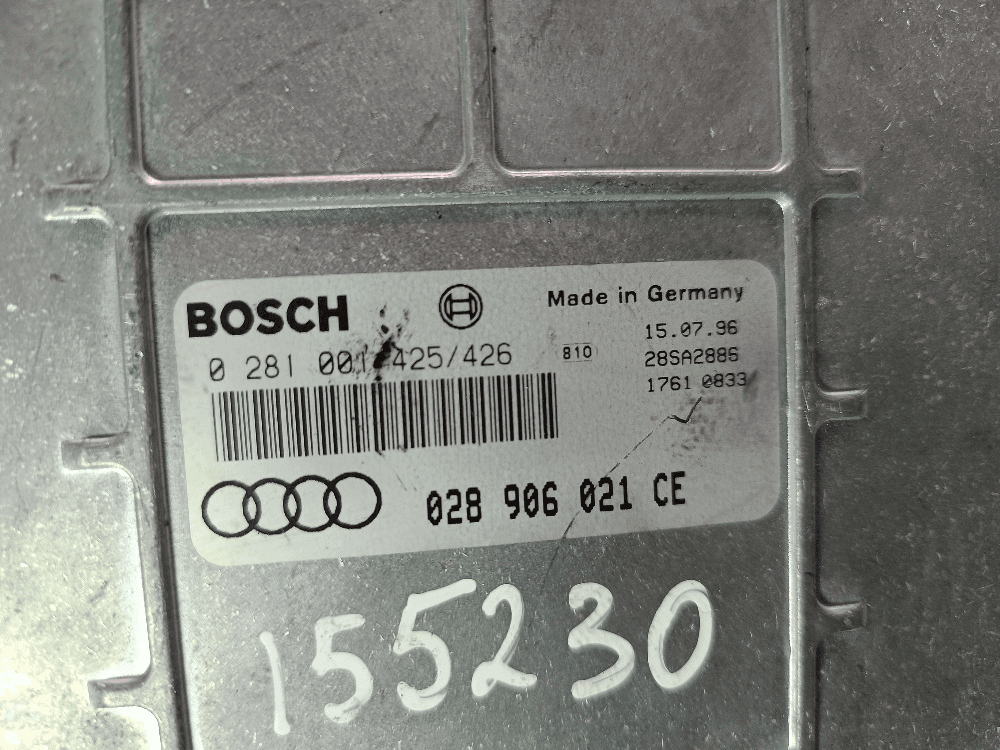 BOSCH
Made in Germany
0 281 001 425/426
810
15.07.96
28SA2886
1761 0833
028 906 021 CE
155230